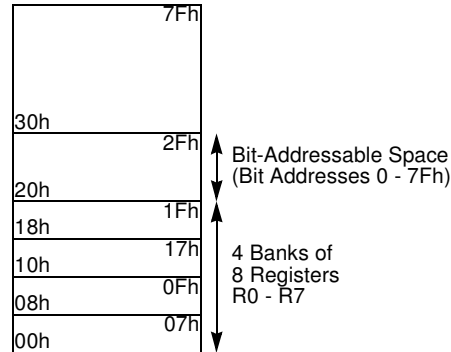 7Fh
30h
2Fh
Bit-Addressable Space
(Bit Addresses 0 - 7Fh)
20h
1Fh
18h
17h
4 Banks of
8 Registers
R0 - R7
10h
0Fh
08h
07h
00h